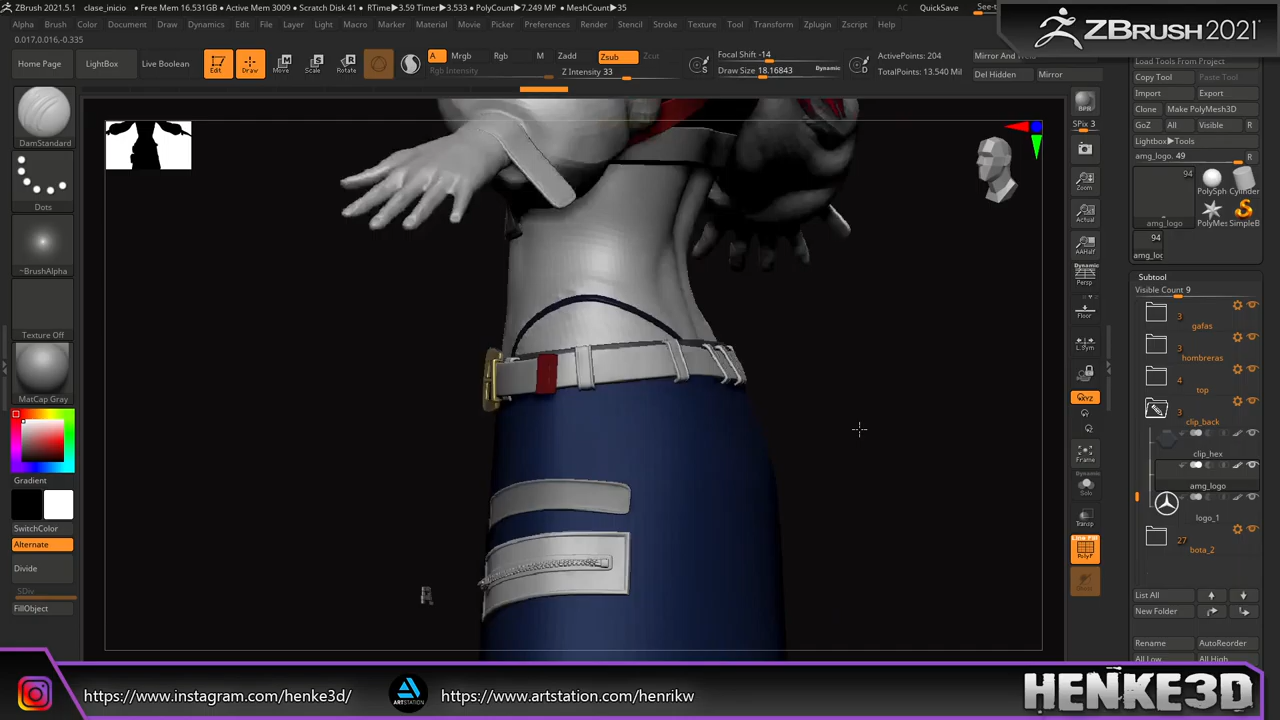 ZBrush 2021.5.1 clase_inicio • Free Mem 16.531GB • Active Mem 3009 • Scratch Disk 41 • RTime▶3.59 Timer▶3.533 • PolyCount▶7.249 MP • MeshCount▶35 AC QuickSave
Alpha Brush Color Document Draw Dynamics Edit File Layer Light Macro Marker Material Movie Picker Preferences Render Stencil Stroke Texture Tool Transform Zplugin Zscript Help
ZBRUSH 2021
0.017,0.016,-0.335
Home Page LightBox Live Boolean Edit Draw Move Scale Rotate
A Mrgb Rgb M Zadd Zsub Zcut
Rgb Intensity Z Intensity 33
Focal Shift -14
Draw Size 18.16843 Dynamic
S D
ActivePoints: 204
TotalPoints: 13.540 Mil
Del Hidden Mirror
DamStandard
Dots
~BrushAlpha
Texture Off
MatCap Gray
Gradient
SwitchColor
Alternate
Divide
SDiv
FillObject
BPR
SPix 3
Zoom
Actual
AAHalf
Dynamic
Persp
Floor
L.Sym
XYZ
Frame
Dynamic
Solo
Transp
Line Fill
PolyF
Load Tools From Project
Copy Tool Paste Tool
Import Export
Clone Make PolyMesh3D
GoZ All Visible R
Lightbox▶Tools
amg_logo. 49 R
94
amg_logo
PolySph Cylinder
PolyMes SimpleB
94
amg_log
Subtool
Visible Count 9
3
gafas
3
hombreras
4
top
3
clip_back
clip_hex
amg_logo
logo_1
27
bota_2
List All
New Folder
Rename AutoReorder
All Low All High
https://www.instagram.com/henke3d/ ARTSTATION https://www.artstation.com/henrikw HENKE3D